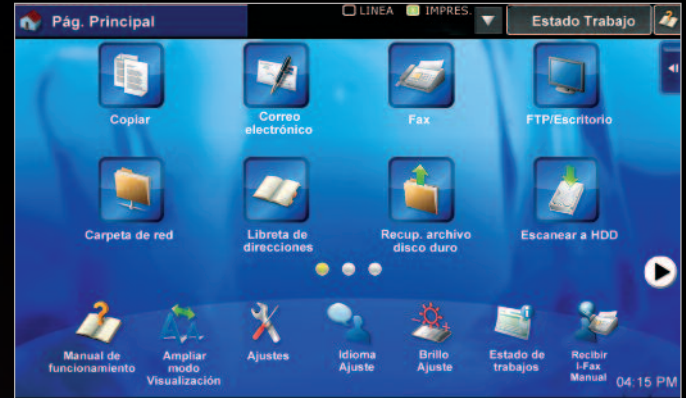 Pág. Principal
LINEA
IMPRES.
Estado Trabajo
Copiar
Correo
electrónico
Fax
FTP/Escritorio
Carpeta de red
Libreta de
direcciones
Recup. archivo
disco duro
Escanear a HDD
Manual de
funcionamiento
Ampliar
modo
Visualización
Ajustes
Idioma
Ajuste
Brillo
Ajuste
Estado de
trabajos
Recibir
I-Fax
Manual
04:15 PM